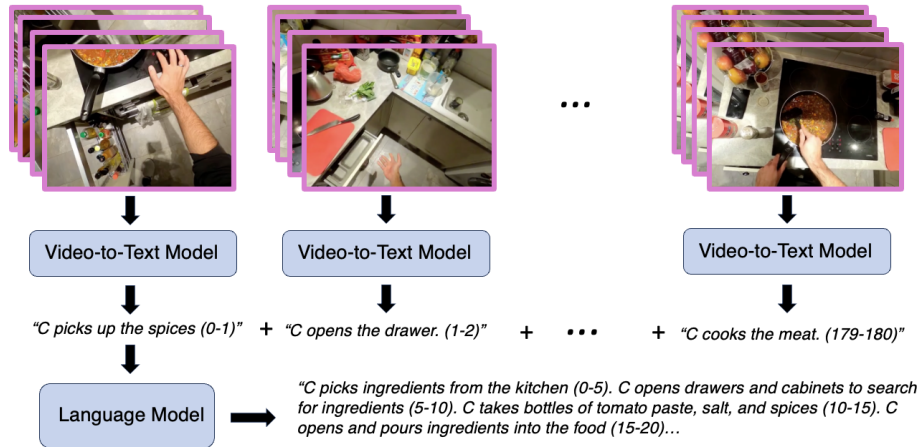 ...
Video-to-Text Model
Video-to-Text Model
Video-to-Text Model
“C picks up the spices (0-1)” + “C opens the drawer. (1-2)” + ... + “C cooks the meat. (179-180)”
Language Model
“C picks ingredients from the kitchen (0-5). C opens drawers and cabinets to search
for ingredients (5-10). C takes bottles of tomato paste, salt, and spices (10-15). C
opens and pours ingredients into the food (15-20)…